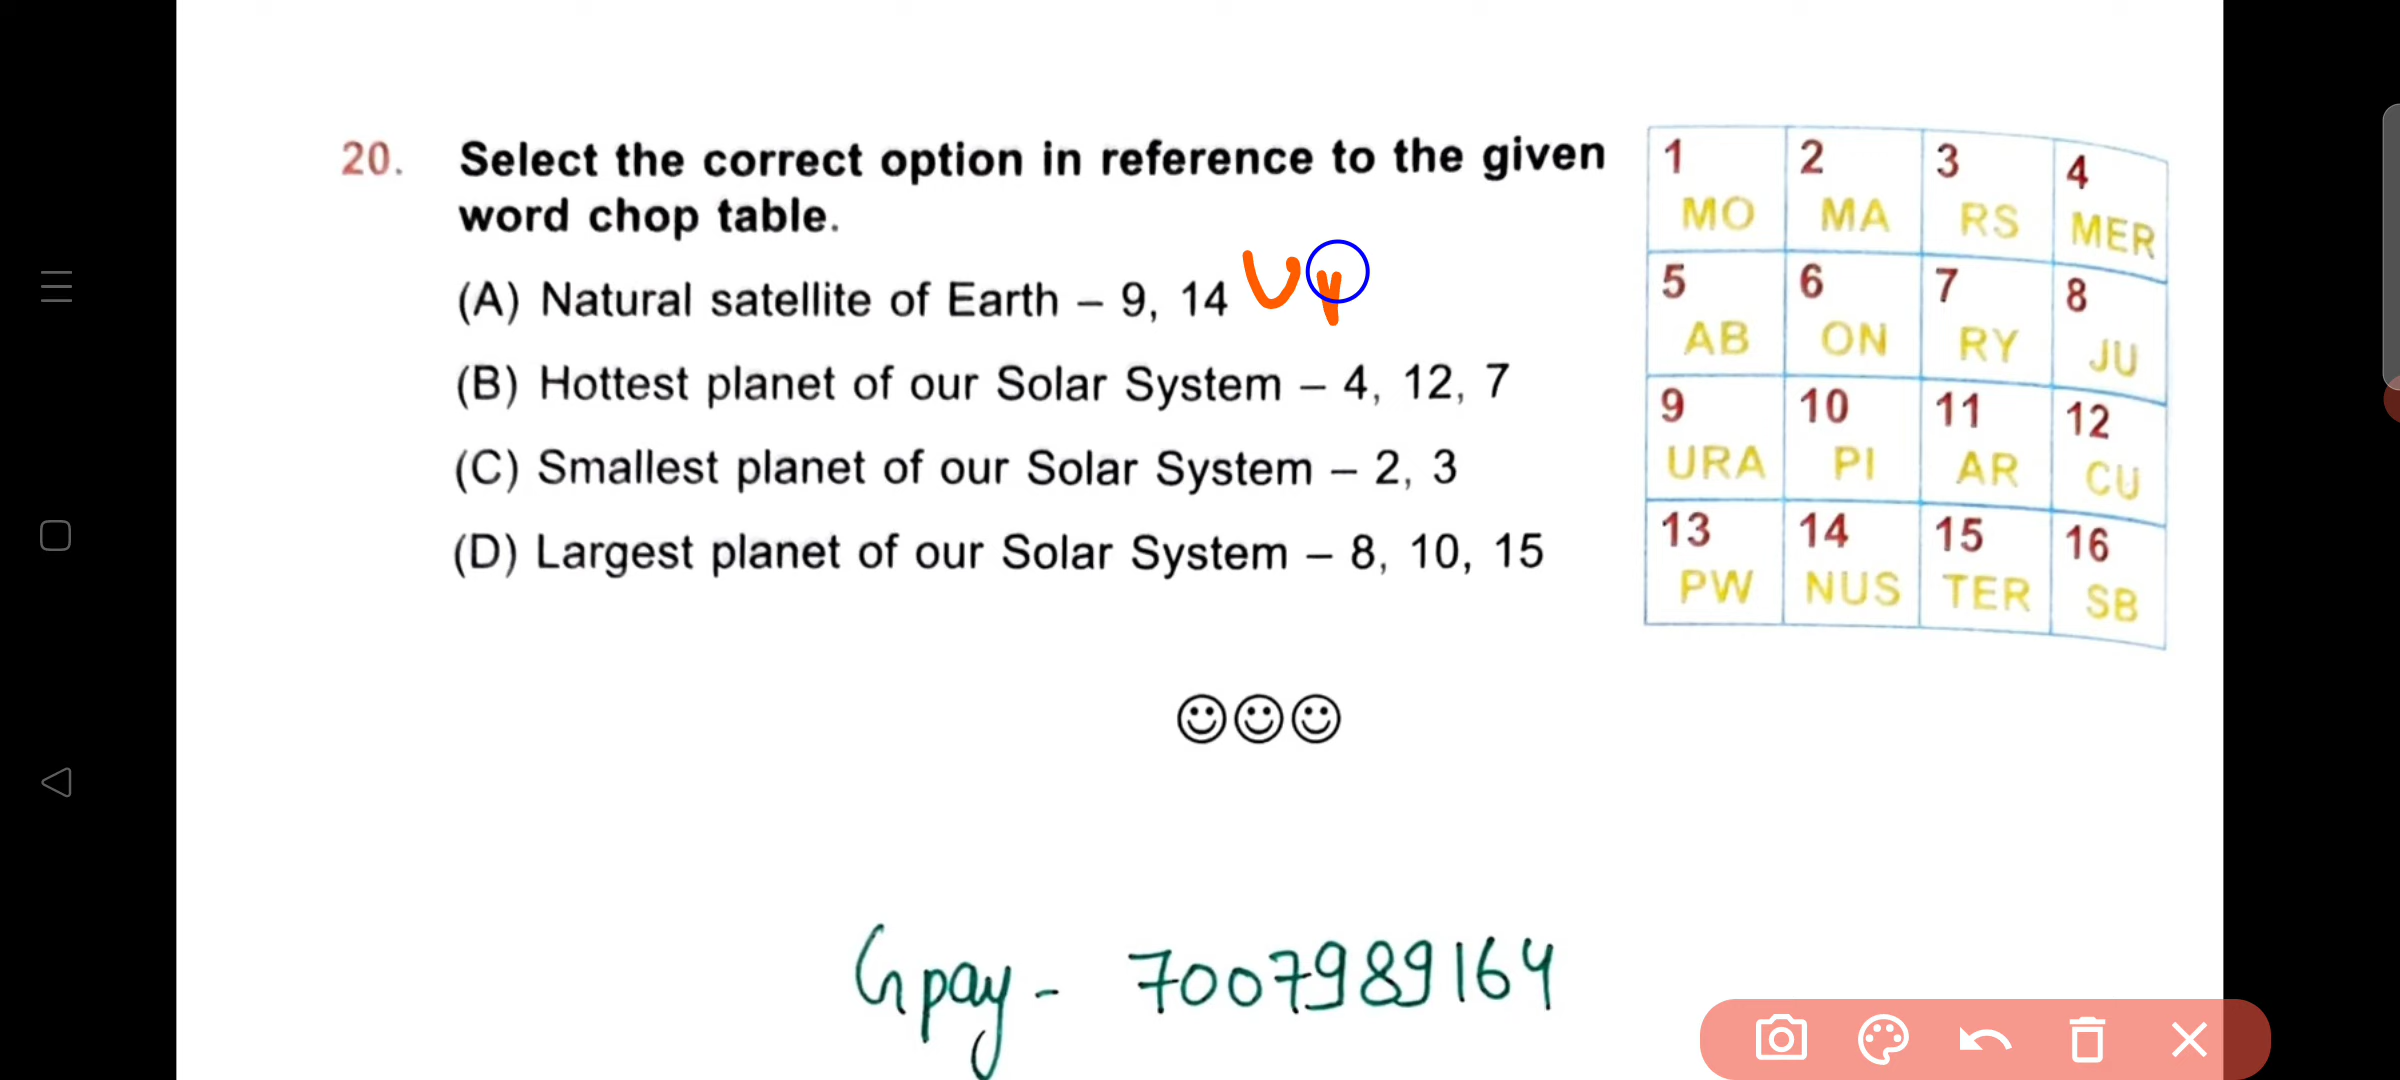 20. Select the correct option in reference to the given
word chop table.
(A) Natural satellite of Earth – 9, 14
(B) Hottest planet of our Solar System – 4, 12, 7
(C) Smallest planet of our Solar System – 2, 3
(D) Largest planet of our Solar System – 8, 10, 15
1 2 3 4
MO MA RS MER
5 6 7 8
AB ON RY JU
9 10 11 12
URA PI AR CU
13 14 15 16
PW NUS TER SB
Gpay - 7007989164